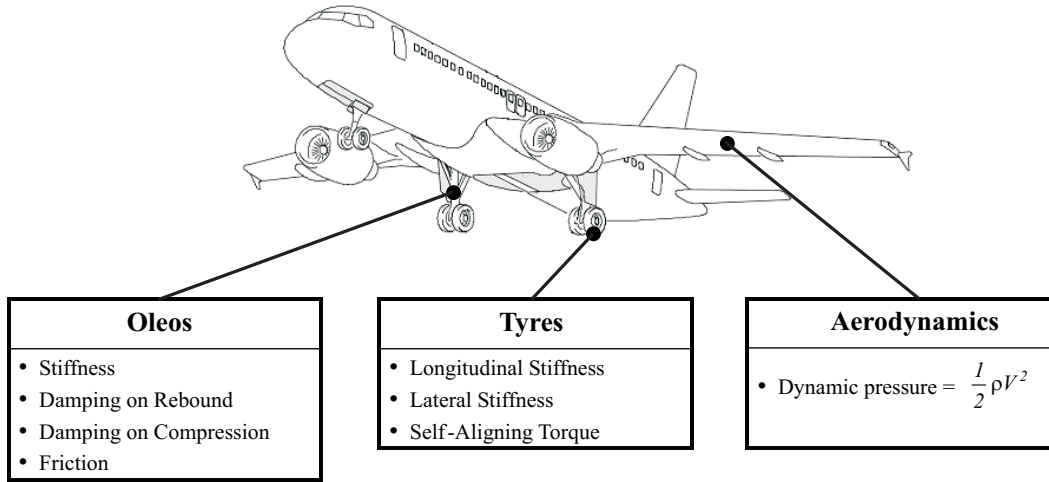 Oleos
• Stiffness
• Damping on Rebound
• Damping on Compression
• Friction
Tyres
• Longitudinal Stiffness
• Lateral Stiffness
• Self-Aligning Torque
Aerodynamics
• Dynamic pressure = 1/2 ρV²